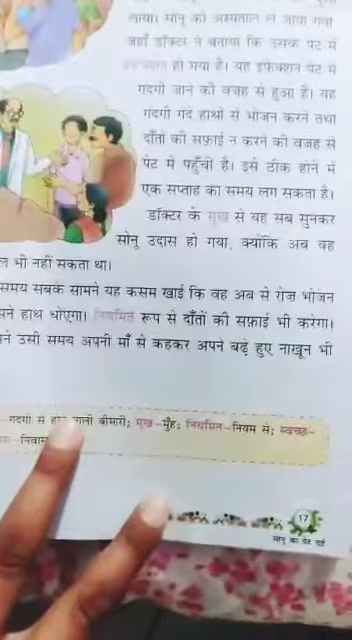 लाया। सोनू को अस्पताल ले जाया गया
जहाँ डॉक्टर ने बताया कि उसके पेट में
हो गया है। यह इंफेक्शन पेट में
गंदगी जाने की वजह से हुआ है। यह
गंदगी गंदे हाथों से भोजन करने तथा
दाँतों की सफ़ाई न करने की वजह से
पेट में पहुँची है। इसे ठीक होने में
एक सप्ताह का समय लग सकता है।
डॉक्टर के मुख से यह सब सुनकर
सोनू उदास हो गया, क्योंकि अब वह
भी नहीं सकता था।
समय सबके सामने यह कसम खाई कि वह अब से रोज भोजन
हाथ धोएगा। नियमित रूप से दाँतों की सफ़ाई भी करेगा।
उसी समय अपनी माँ से कहकर अपने बढ़े हुए नाखून भी
गंदगी से बीमारी; मुख–मुँह; नियमित–नियम से; स्वच्छ–
17
सोनू का पेट दर्द